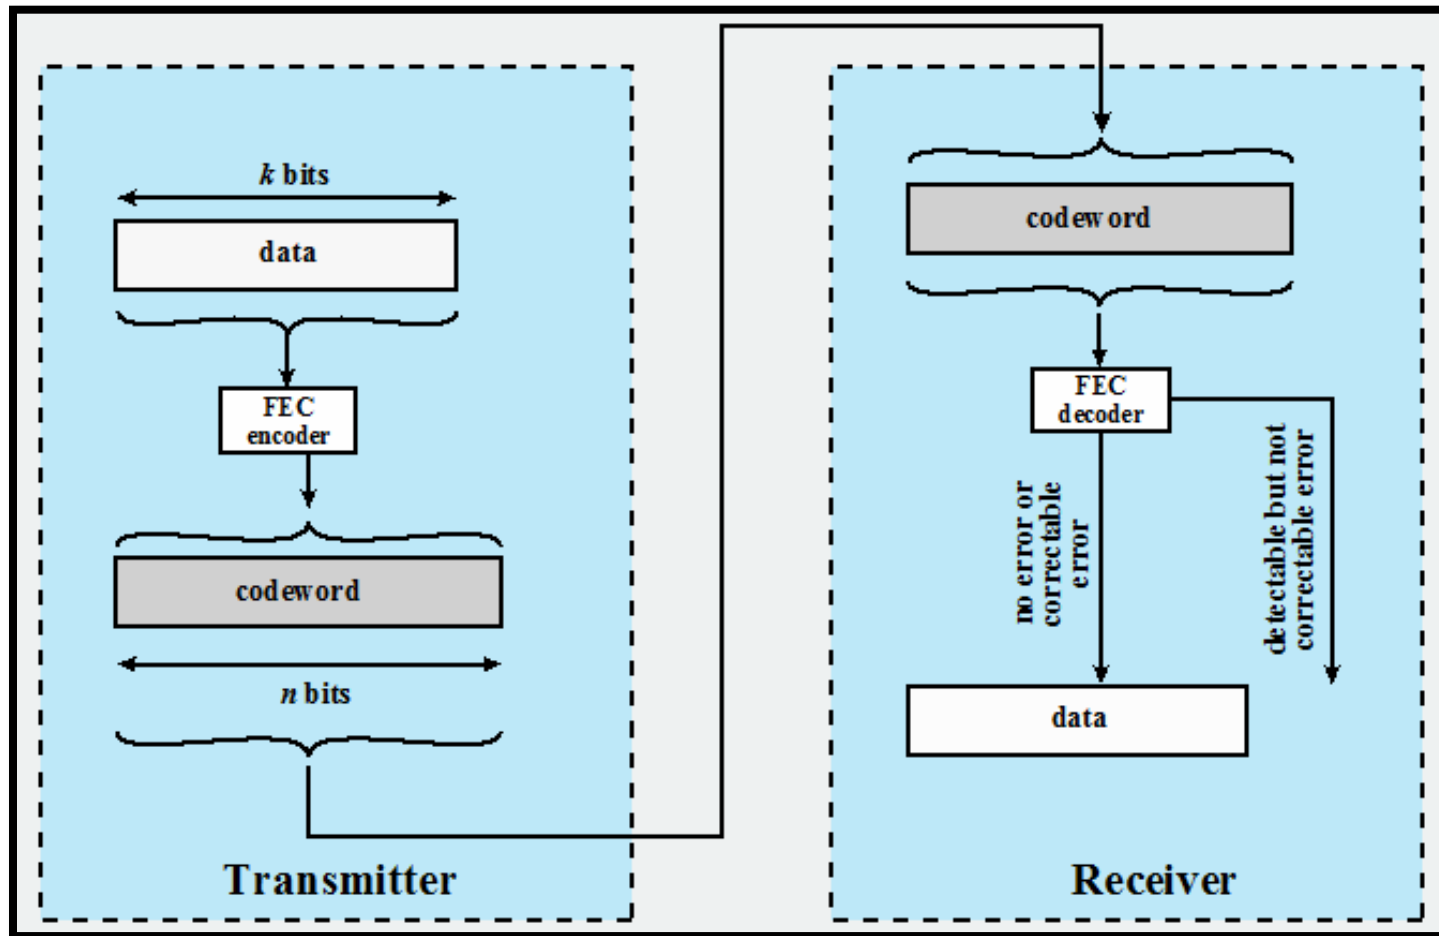 k bits
data
FEC
encoder
codeword
n bits
Transmitter
codeword
FEC
decoder
no error or
correctable
error
detectable but not
correctable error
data
Receiver